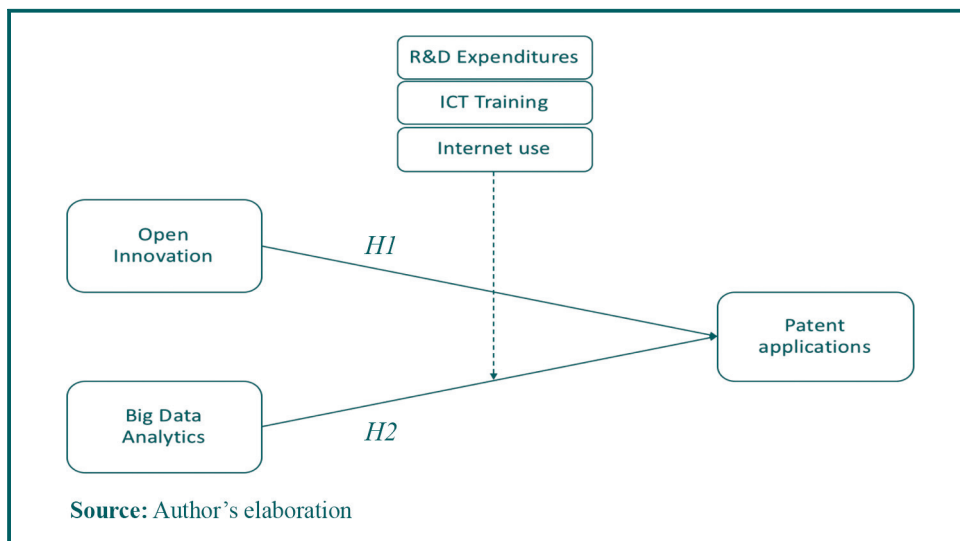 R&D Expenditures
ICT Training
Internet use
Open
Innovation
H1
Patent
applications
Big Data
Analytics
H2
Source: Author’s elaboration